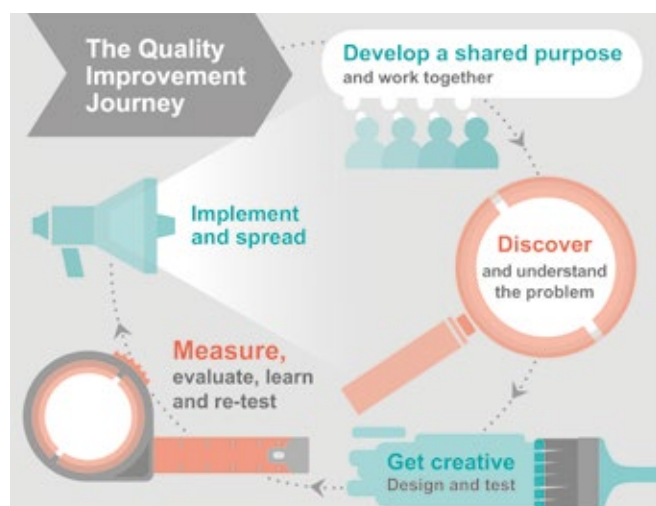 The Quality
Improvement
Journey
Develop a shared purpose
and work together
Discover
and understand
the problem
Get creative
Design and test
Measure,
evaluate, learn
and re-test
Implement
and spread